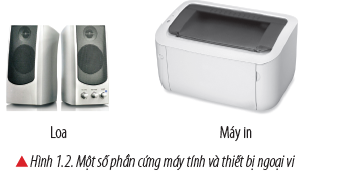 Loa Máy in
▲Hình 1.2. Một số phần cứng máy tính và thiết bị ngoại vi